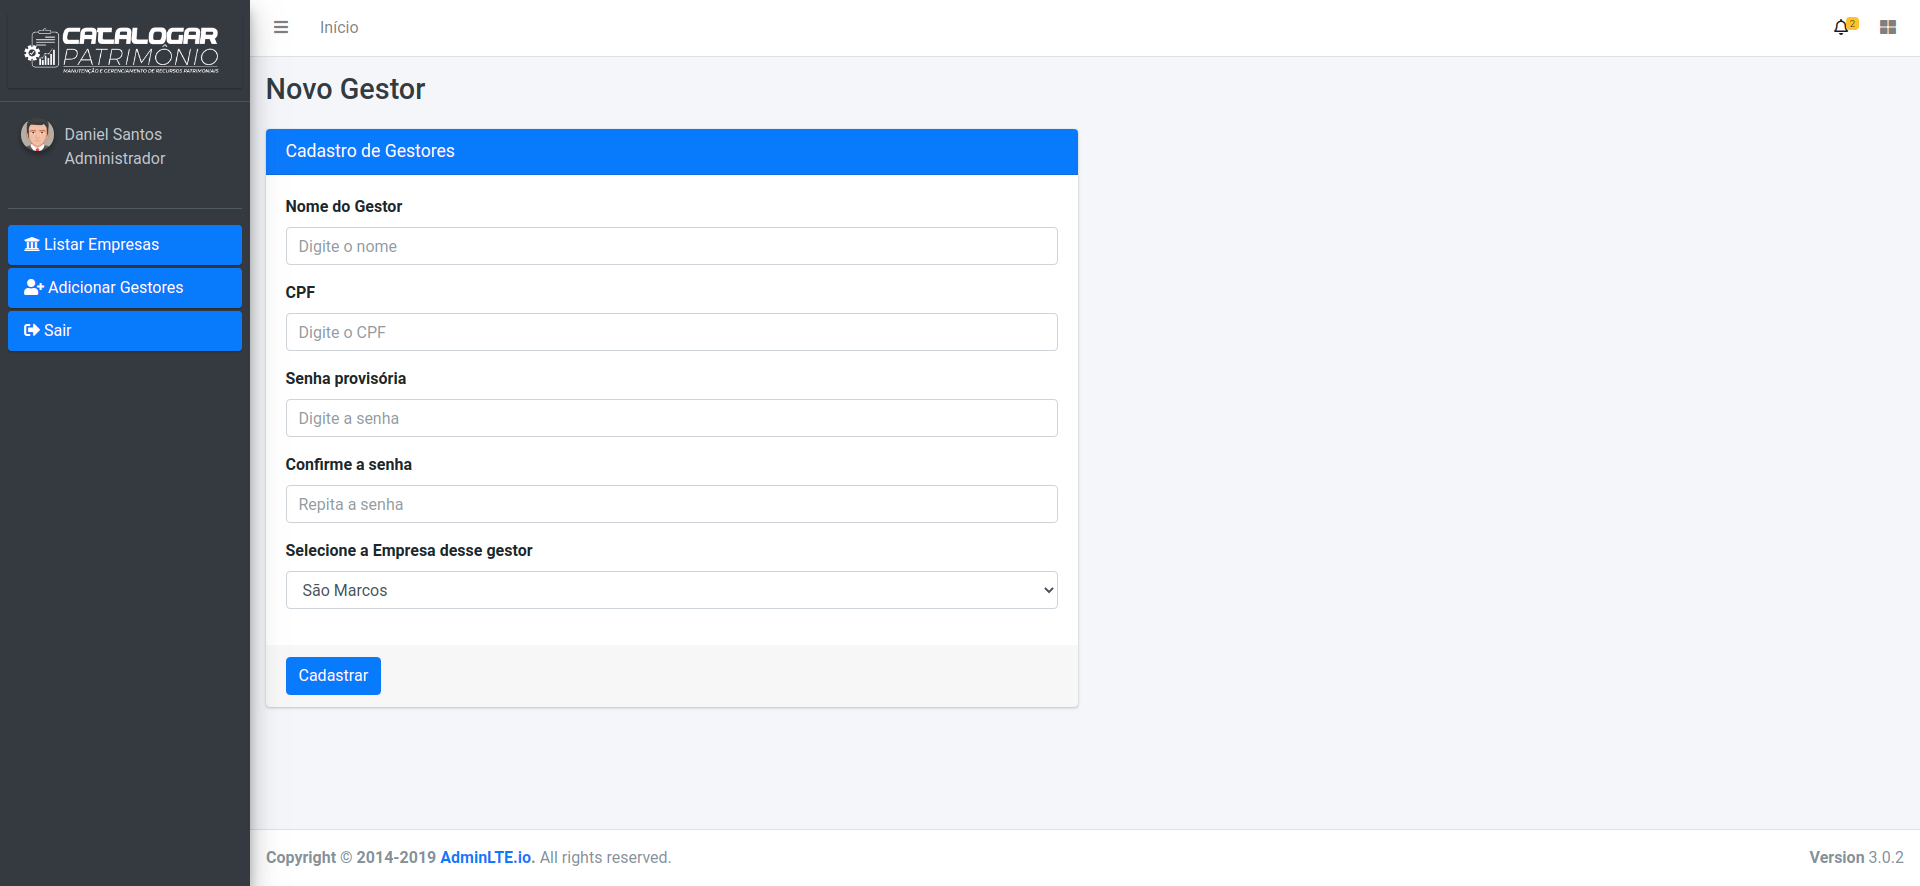 CATALOGAR
PATRIMÔNIO
MANUTENÇÃO E GERENCIAMENTO DE RECURSOS PATRIMONIAIS
Início
2
Daniel Santos
Administrador
Listar Empresas
Adicionar Gestores
Sair
Novo Gestor
Cadastro de Gestores
Nome do Gestor
Digite o nome
CPF
Digite o CPF
Senha provisória
Digite a senha
Confirme a senha
Repita a senha
Selecione a Empresa desse gestor
São Marcos
Cadastrar
Copyright © 2014-2019 AdminLTE.io. All rights reserved.
Version 3.0.2